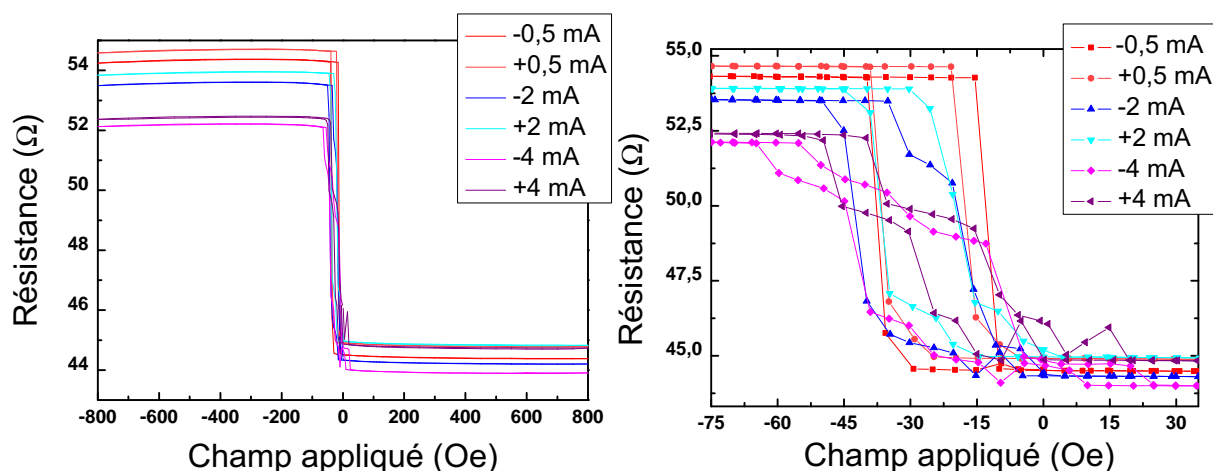 -0,5 mA
+0,5 mA
-2 mA
+2 mA
-4 mA
+4 mA
54
52
50
48
46
44
-800 -600 -400 -200 0 200 400 600 800
Résistance (Ω)
Champ appliqué (Oe)
-0,5 mA
+0,5 mA
-2 mA
+2 mA
-4 mA
+4 mA
55,0
52,5
50,0
47,5
45,0
-75 -60 -45 -30 -15 0 15 30
Résistance (Ω)
Champ appliqué (Oe)